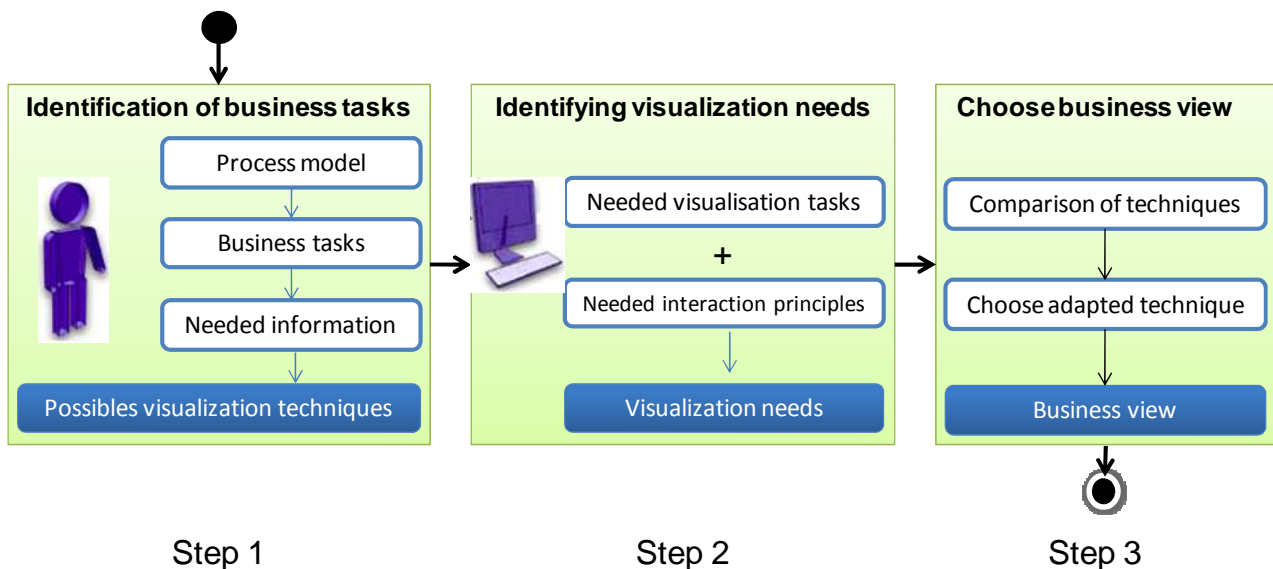 Identification of business tasks
Process model
Business tasks
Needed information
Possibles visualization techniques
Identifying visualization needs
Needed visualisation tasks
+
Needed interaction principles
Visualization needs
Choose business view
Comparison of techniques
Choose adapted technique
Business view
Step 1
Step 2
Step 3